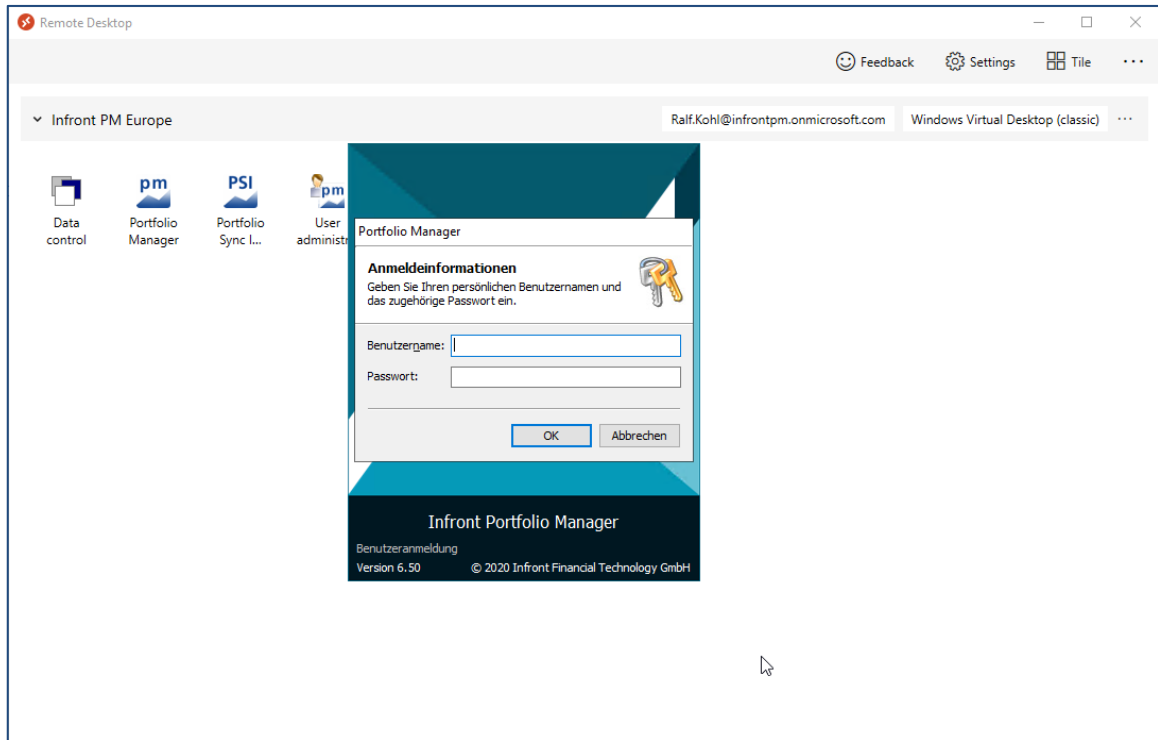 Remote Desktop
Feedback Settings Tile
Infront PM Europe
Ralf.Kohl@infrontpm.onmicrosoft.com Windows Virtual Desktop (classic)
pm PSI pm
Data control
Portfolio Manager
Portfolio Sync I...
User administr
Portfolio Manager
Anmeldeinformationen
Geben Sie Ihren persönlichen Benutzernamen und
das zugehörige Passwort ein.
Benutzername:
Passwort:
OK Abbrechen
Infront Portfolio Manager
Benutzeranmeldung
Version 6.50 © 2020 Infront Financial Technology GmbH